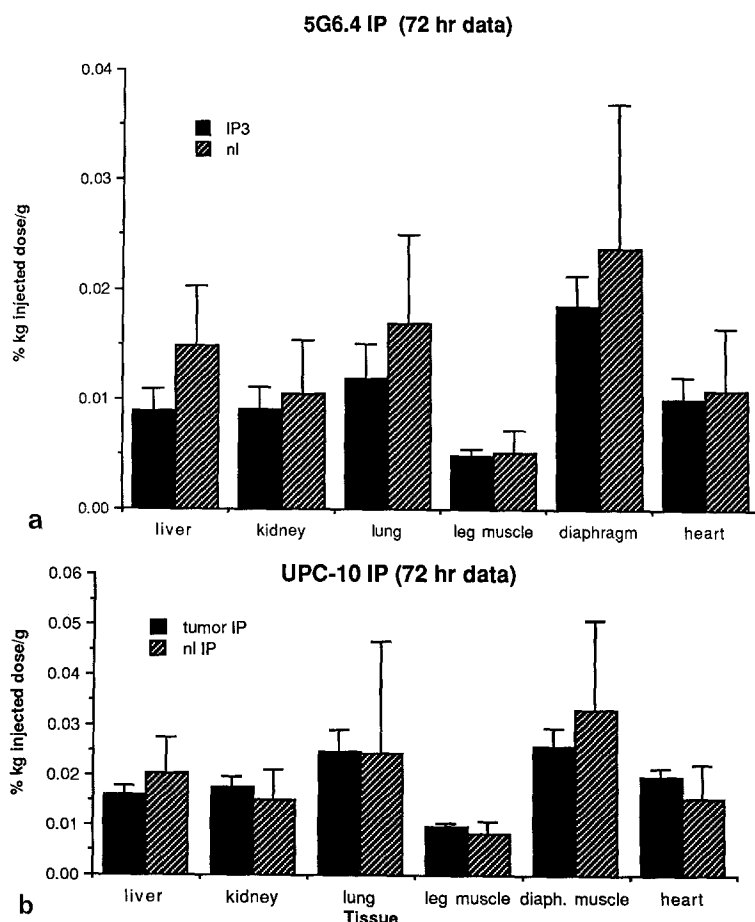 5G6.4 IP (72 hr data)
0.04
0.03
0.02
0.01
0.00
% kg injected dose/g
IP3
nl
liver kidney lung leg muscle diaphragm heart
a
UPC-10 IP (72 hr data)
0.06
0.05
0.04
0.03
0.02
0.01
0.00
% kg injected dose/g
tumor IP
nl IP
liver kidney lung leg muscle diaph. muscle heart
Tissue
b